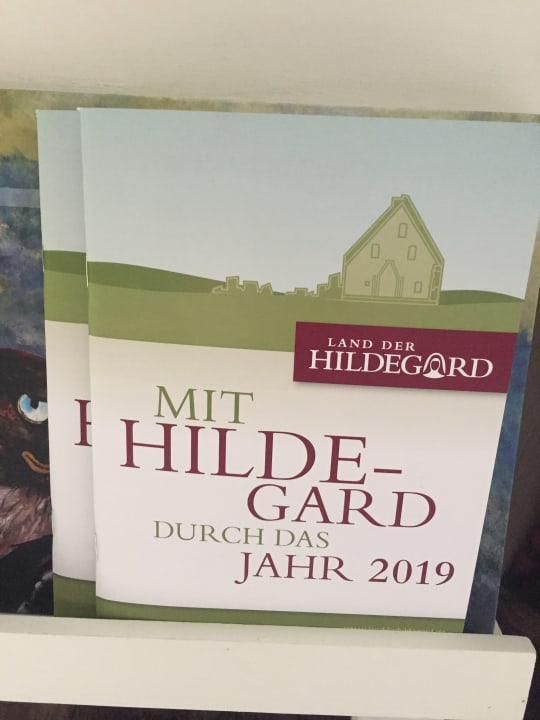 LAND DER
HILDEGARD
MIT
HILDE-
GARD
DURCH DAS
JAHR 2019